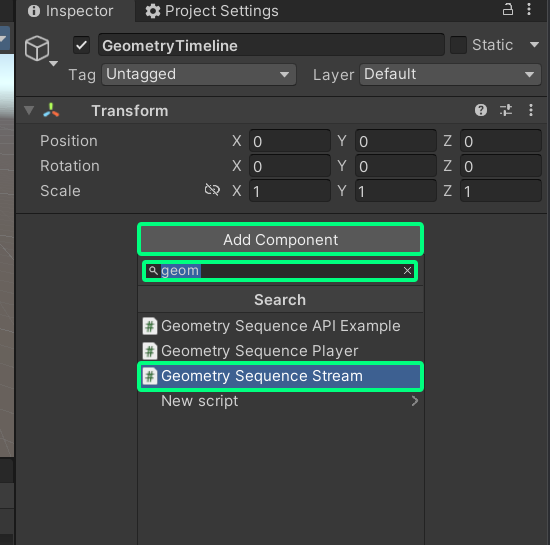 Inspector Project Settings
GeometryTimeline Static
Tag Untagged Layer Default
Transform
Position X 0 Y 0 Z 0
Rotation X 0 Y 0 Z 0
Scale X 1 Y 1 Z 1
Add Component
geom
Search
Geometry Sequence API Example
Geometry Sequence Player
Geometry Sequence Stream
New script